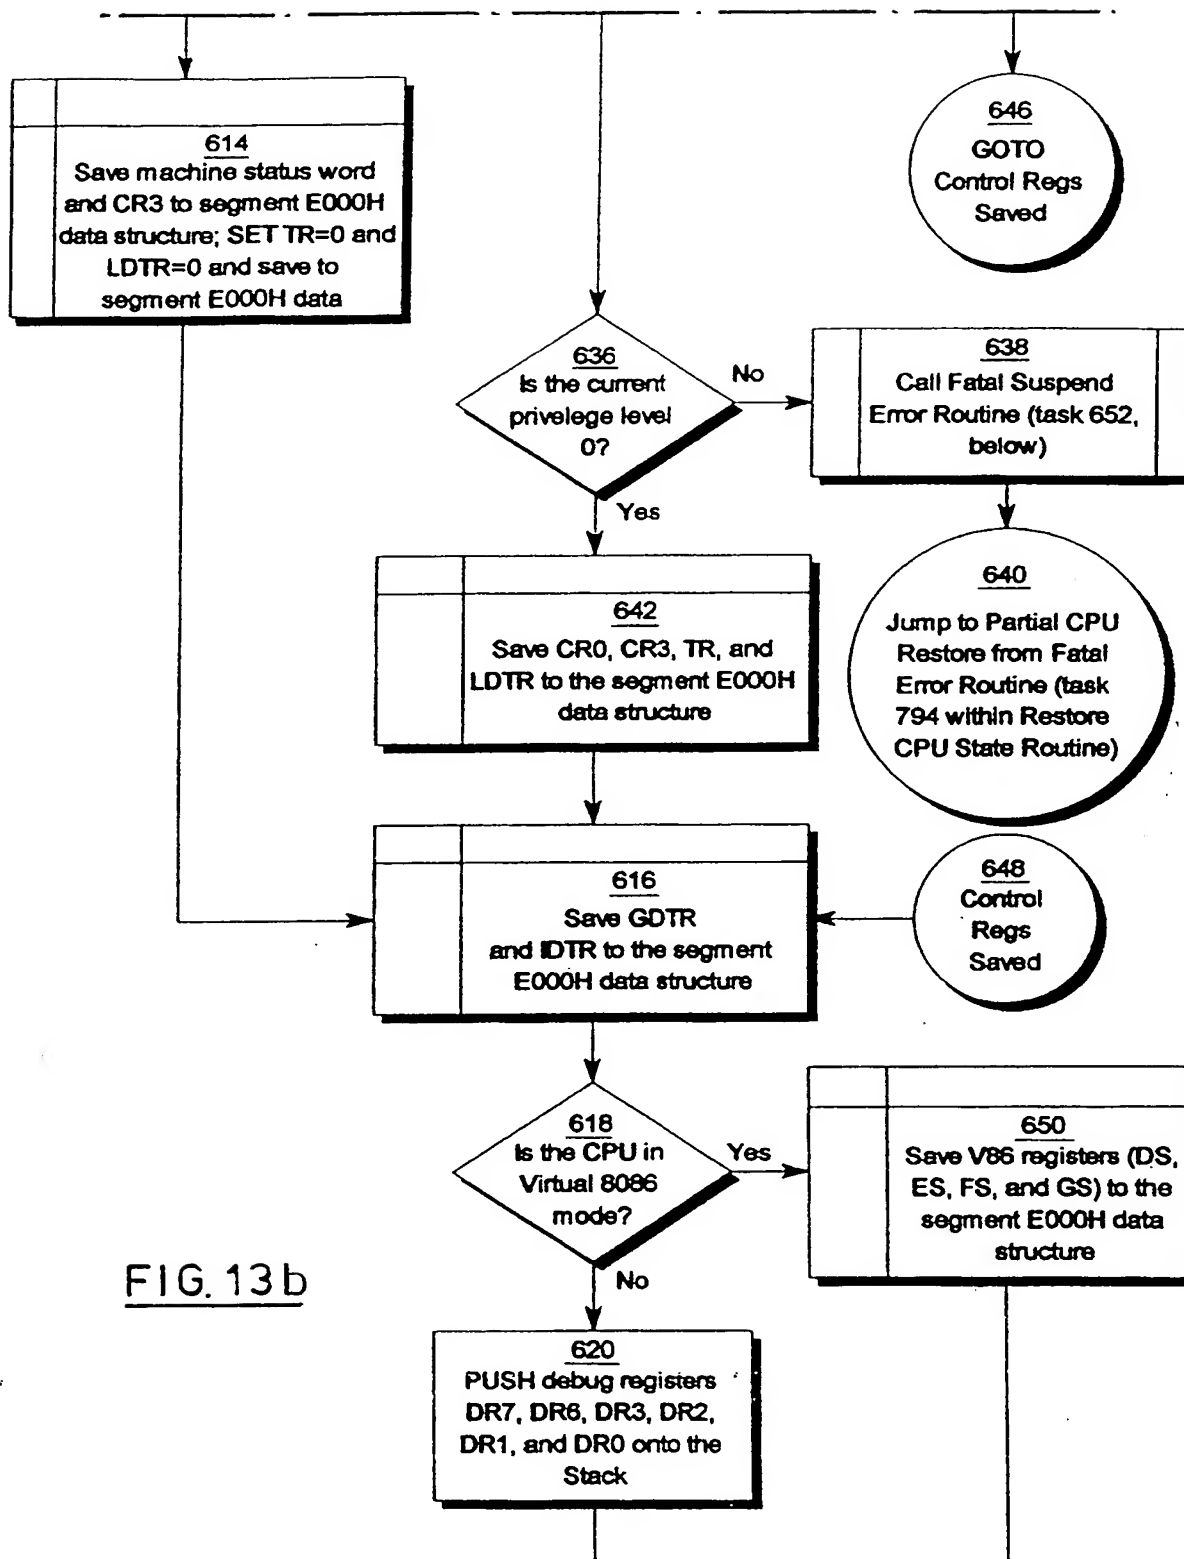 614
Save machine status word
and CR3 to segment E000H
data structure; SET TR=0 and
LDTR=0 and save to
segment E000H data
646
GOTO
Control Regs
Saved
636
Is the current
privelege level
0?
No
Yes
638
Call Fatal Suspend
Error Routine (task 652,
below)
640
Jump to Partial CPU
Restore from Fatal
Error Routine (task
794 within Restore
CPU State Routine)
642
Save CR0, CR3, TR, and
LDTR to the segment E000H
data structure
616
Save GDTR
and IDTR to the segment
E000H data structure
648
Control
Regs
Saved
618
Is the CPU in
Virtual 8086
mode?
Yes
No
650
Save V86 registers (DS,
ES, FS, and GS) to the
segment E000H data
structure
620
PUSH debug registers
DR7, DR6, DR3, DR2,
DR1, and DR0 onto the
Stack
FIG. 13b